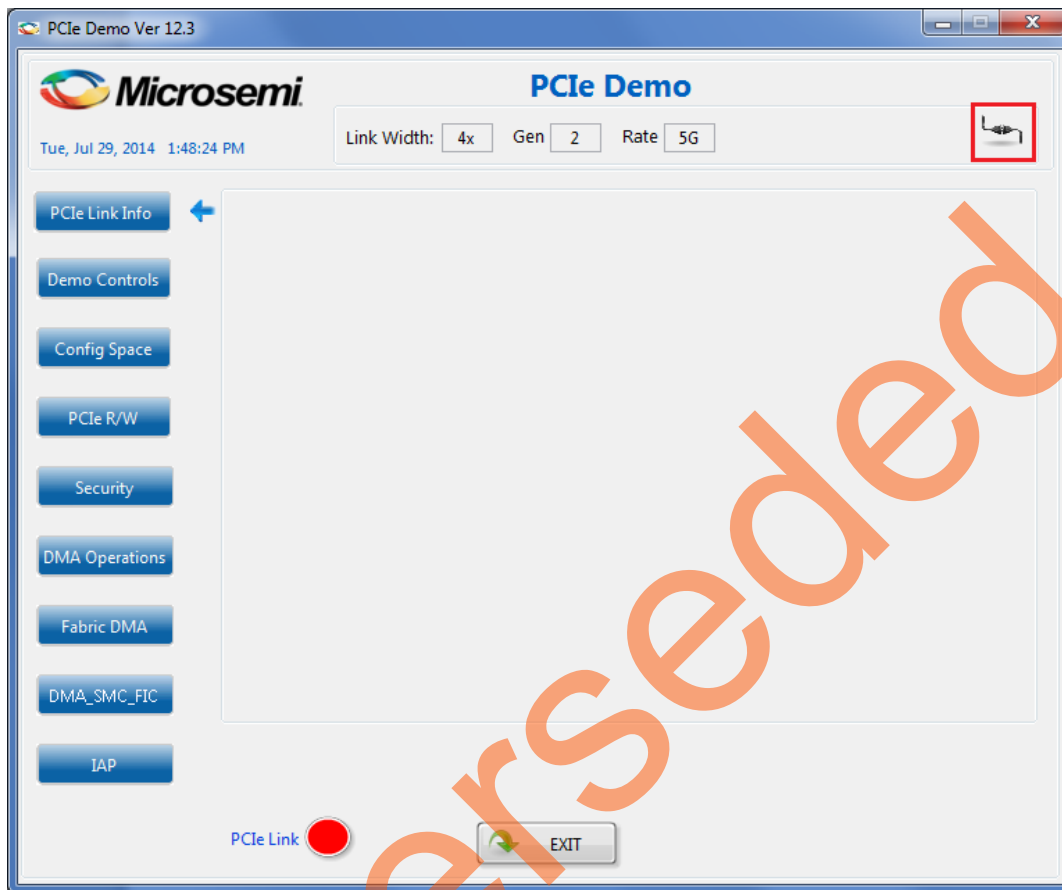 PCIe Demo Ver 12.3
Microsemi
PCIe Demo
Tue, Jul 29, 2014 1:48:24 PM
Link Width: 4x Gen 2 Rate 5G
PCIe Link Info
Demo Controls
Config Space
PCIe R/W
Security
DMA Operations
Fabric DMA
DMA_SMC_FIC
IAP
PCIe Link
EXIT
erseded